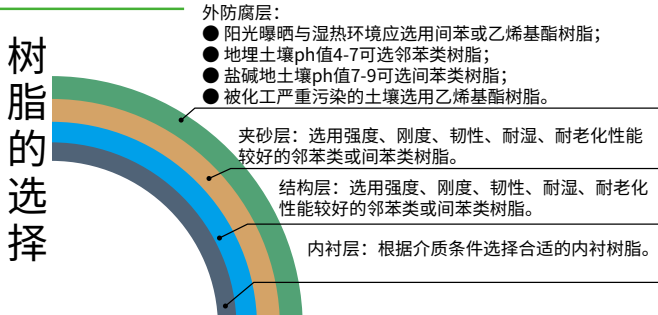 树脂的选择
外防腐层：
● 阳光曝晒与湿热环境应选用间苯或乙烯基酯树脂；
● 地埋土壤ph值4-7可选邻苯类树脂；
● 盐碱地土壤ph值7-9可选间苯类树脂；
● 被化工严重污染的土壤选用乙烯基酯树脂。
夹砂层：选用强度、刚度、韧性、耐湿、耐老化性能
较好的邻苯类或间苯类树脂。
结构层：选用强度、刚度、韧性、耐湿、耐老化
性能较好的邻苯类或间苯类树脂。
内衬层：根据介质条件选择合适的内衬树脂。